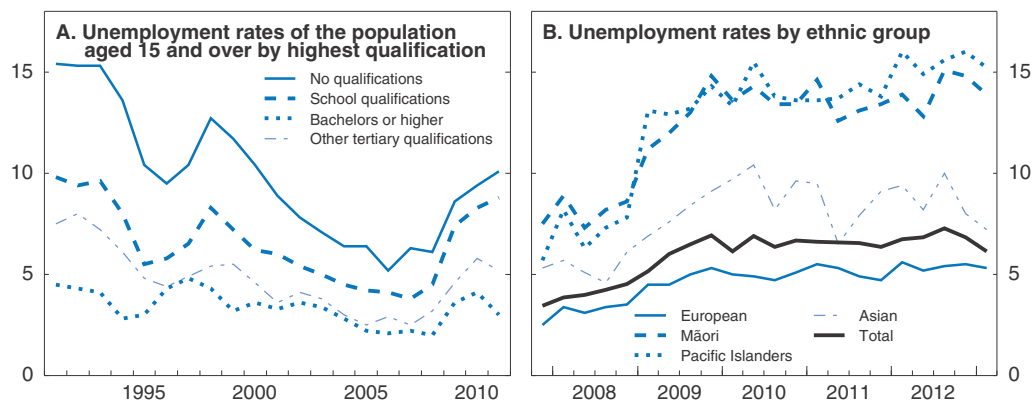 A. Unemployment rates of the population
aged 15 and over by highest qualification
No qualifications
School qualifications
Bachelors or higher
Other tertiary qualifications
15
10
5
0
1995 2000 2005 2010
B. Unemployment rates by ethnic group
15
10
5
0
European
Māori
Pacific Islanders
Asian
Total
2008 2009 2010 2011 2012